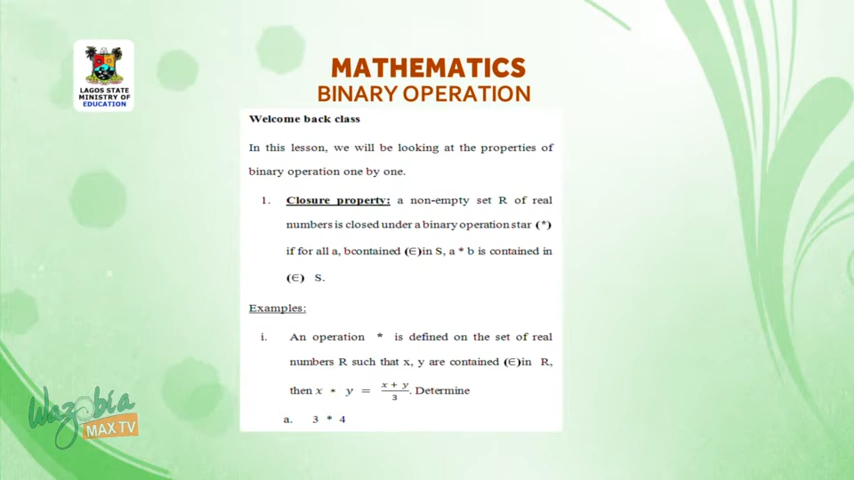 LAGOS STATE
MINISTRY OF
EDUCATION
MATHEMATICS
BINARY OPERATION
Welcome back class
In this lesson, we will be looking at the properties of
binary operation one by one.
1. Closure property: a non-empty set R of real
numbers is closed under a binary operation star (*)
if for all a, bcontained (∈)in S, a * b is contained in
(∈) S.
Examples:
i. An operation * is defined on the set of real
numbers R such that x, y are contained (∈)in R,
then x * y = \frac{x + y}{3}. Determine
a. 3 * 4
Wazobia
MAX TV